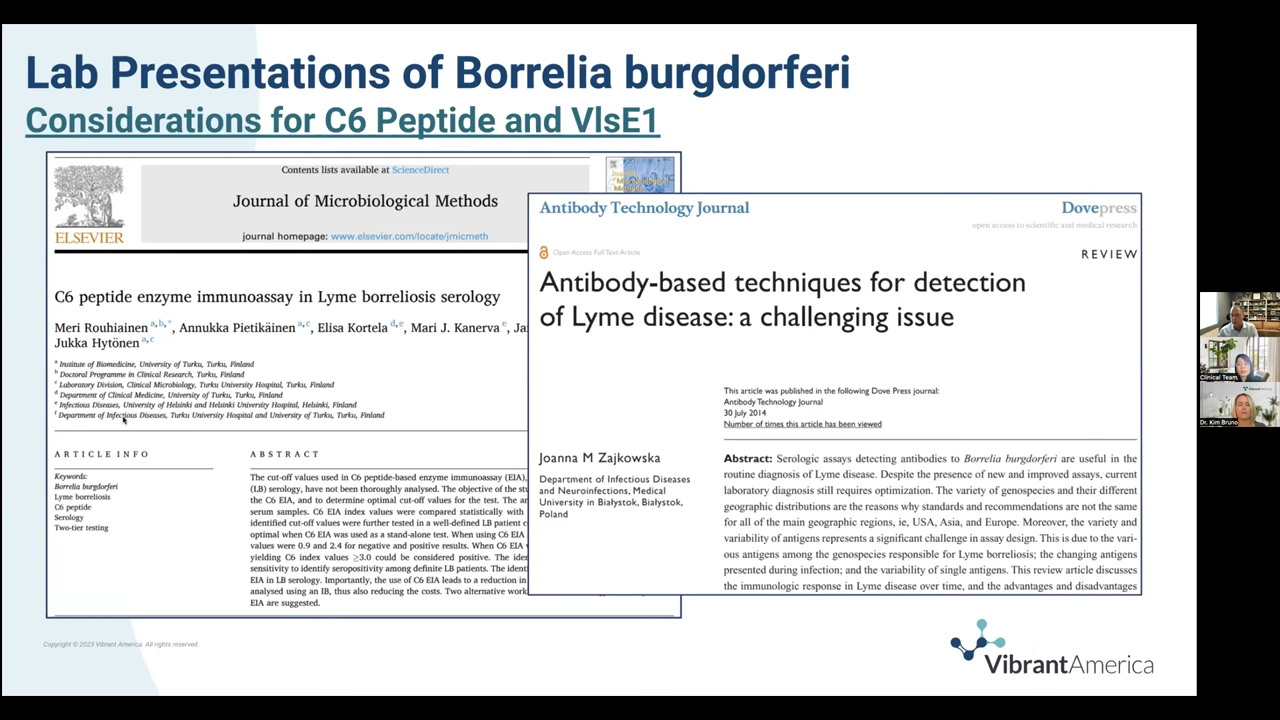 Lab Presentations of Borrelia burgdorferi
Considerations for C6 Peptide and VlsE1
Contents lists available at ScienceDirect
Journal of Microbiological Methods
journal homepage: www.elsevier.com/locate/jmicmeth
ELSEVIER
C6 peptide enzyme immunoassay in Lyme borreliosis serology
Meri Rouhiainen a,b,*, Annukka Pietikäinen a,c, Elisa Kortela d,e, Mari J. Kanerva e, Ja
Jukka Hytönen a,c
a Institute of Biomedicine, University of Turku, Turku, Finland
b Doctoral Programme in Clinical Research, Turku, Finland
c Laboratory Division, Clinical Microbiology, Turku University Hospital, Turku, Finland
d Department of Clinical Medicine, University of Turku, Turku, Finland
e Infectious Diseases, University of Helsinki and Helsinki University Hospital, Helsinki, Finland
f Department of Infectious Diseases, Turku University Hospital and University of Turku, Turku, Finland
ARTICLE INFO
Keywords:
Borrelia burgdorferi
Lyme borreliosis
C6 peptide
Serology
Two-tier testing
ABSTRACT
The cut-off values used in C6 peptide-based enzyme immunoassay (EIA),
(LB) serology, have not been thoroughly analysed. The objective of the stu
the C6 EIA, and to determine optimal cut-off values for the test. The an
serum samples. C6 EIA index values were compared statistically with
identified cut-off values were further tested in a well-defined LB patient c
optimal when C6 EIA was used as a stand-alone test. When using C6 EIA
values were 0.9 and 2.4 for negative and positive results. When C6 EIA w
yielding C6 index values ≥3.0 could be considered positive. The iden
sensitivity to identify seropositivity among definite LB patients. The identi
EIA in LB serology. Importantly, the use of C6 EIA leads to a reduction in
analysed using an IB, thus also reducing the costs. Two alternative work
EIA are suggested.
Antibody Technology Journal
Dovepress
open access to scientific and medical research
Open Access Full Text Article
REVIEW
Antibody-based techniques for detection
of Lyme disease: a challenging issue
This article was published in the following Dove Press journal:
Antibody Technology Journal
30 July 2014
Number of times this article has been viewed
Joanna M Zajkowska
Department of Infectious Diseases
and Neuroinfections, Medical
University in Białystok, Białystok,
Poland
Abstract: Serologic assays detecting antibodies to Borrelia burgdorferi are useful in the
routine diagnosis of Lyme disease. Despite the presence of new and improved assays, current
laboratory diagnosis still requires optimization. The variety of genospecies and their different
geographic distributions are the reasons why standards and recommendations are not the same
for all of the main geographic regions, ie, USA, Asia, and Europe. Moreover, the variety and
variability of antigens represents a significant challenge in assay design. This is due to the vari-
ous antigens among the genospecies responsible for Lyme borreliosis; the changing antigens
presented during infection; and the variability of single antigens. This review article discusses
the immunologic response in Lyme disease over time, and the advantages and disadvantages
Copyright © 2023 Vibrant America. All rights reserved.
VibrantAmerica
Clinical Team
Dr. Kim Bruno